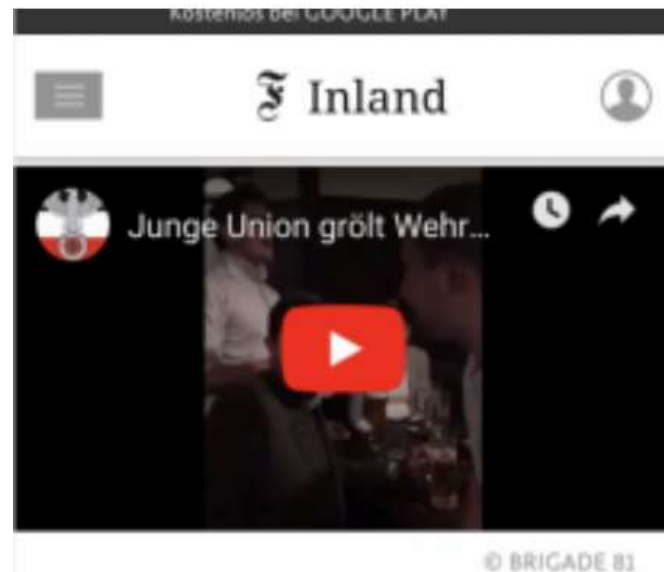 Kostenlos bei GOOGLE PLAY
F Inland
Junge Union grölt Wehr...
© BRIGADE 81